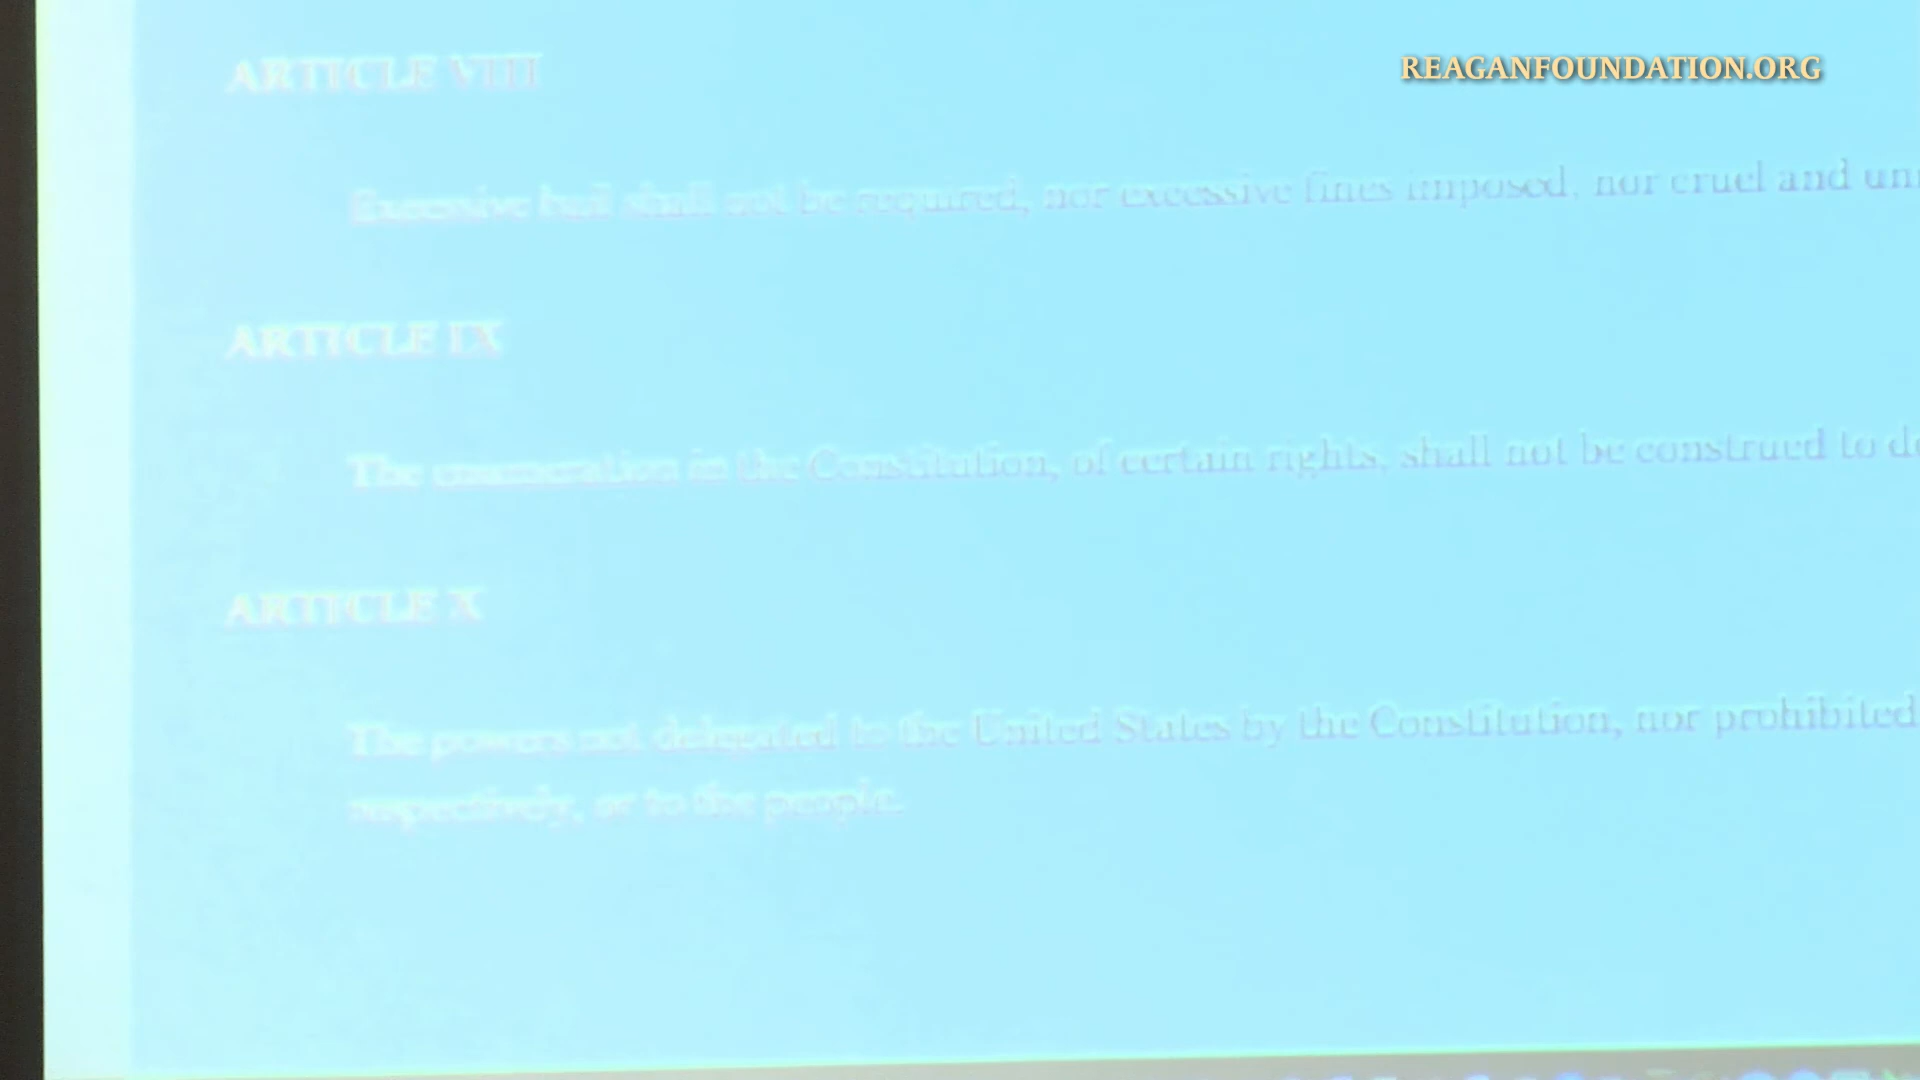 REAGANFOUNDATION.ORG
ARTICLE VIII
Excessive bail shall not be required, nor excessive fines imposed, nor cruel and
ARTICLE IX
The enumeration in the Constitution, of certain rights, shall not be construed to
ARTICLE X
The powers not delegated to the United States by the Constitution, nor prohibited
respectively, or to the people.